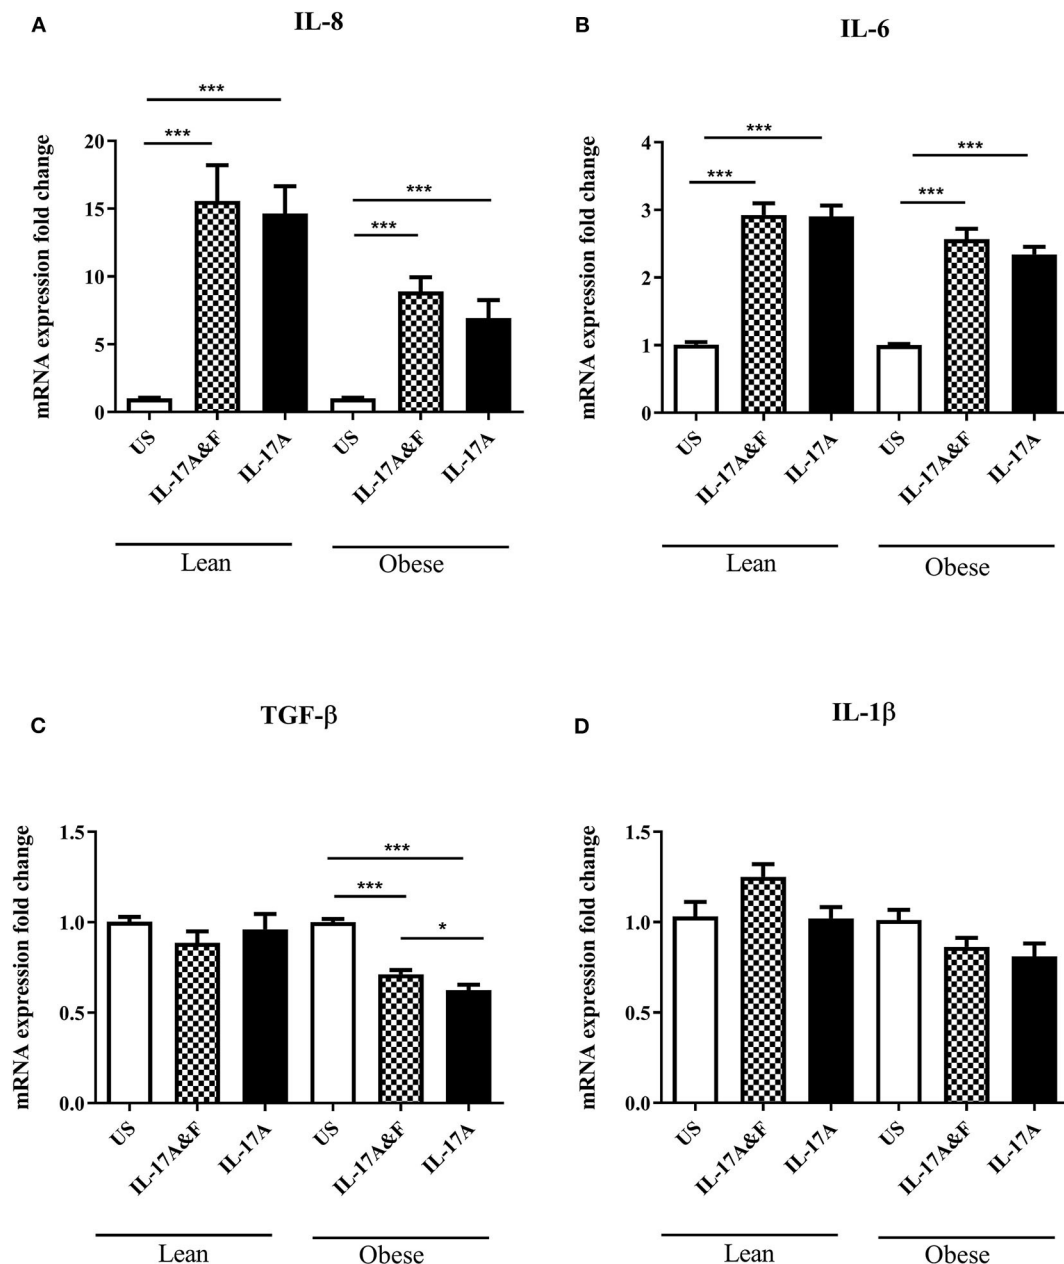 A
IL-8
mRNA expression fold change
20
15
10
5
0
***
***
***
***
US
IL-17A&F
IL-17A
US
IL-17A&F
IL-17A
Lean
Obese
B
IL-6
mRNA expression fold change
4
3
2
1
0
***
***
***
***
US
IL-17A&F
IL-17A
US
IL-17A&F
IL-17A
Lean
Obese
C
TGF-β
mRNA expression fold change
1.5
1.0
0.5
0.0
***
***
*
US
IL-17A&F
IL-17A
US
IL-17A&F
IL-17A
Lean
Obese
D
IL-1β
mRNA expression fold change
1.5
1.0
0.5
0.0
US
IL-17A&F
IL-17A
US
IL-17A&F
IL-17A
Lean
Obese